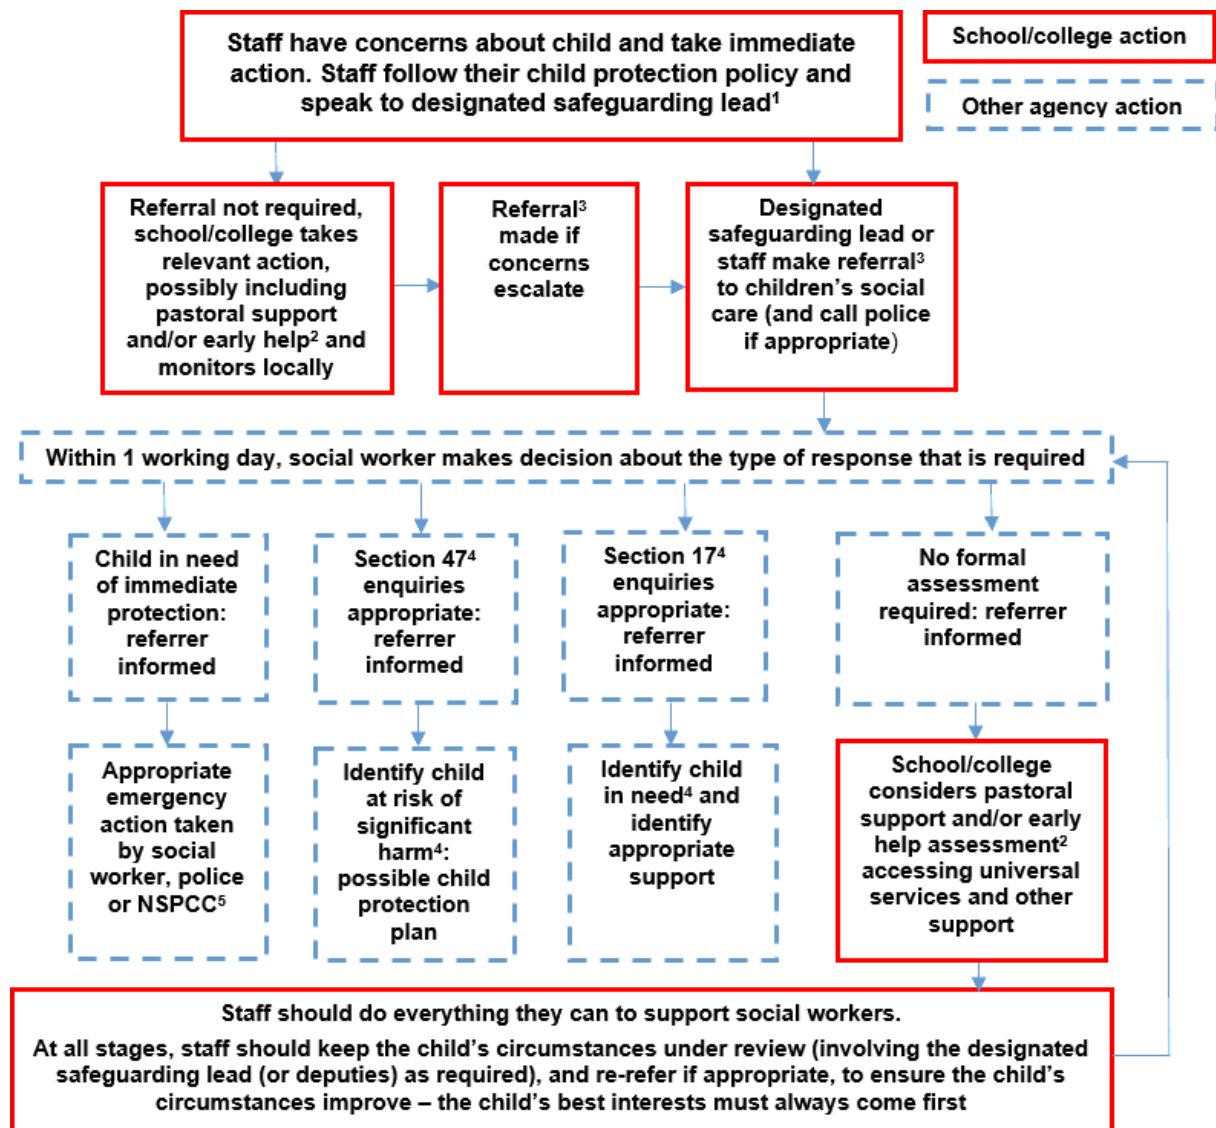 Staff have concerns about child and take immediate
action. Staff follow their child protection policy and
speak to designated safeguarding lead¹
School/college action
Other agency action
Referral not required,
school/college takes
relevant action,
possibly including
pastoral support
and/or early help² and
monitors locally
Referral³
made if
concerns
escalate
Designated
safeguarding lead or
staff make referral³
to children's social
care (and call police
if appropriate)
Within 1 working day, social worker makes decision about the type of response that is required
Child in need
of immediate
protection:
referrer
informed
Section 47⁴
enquiries
appropriate:
referrer
informed
Section 17⁴
enquiries
appropriate:
referrer
informed
No formal
assessment
required: referrer
informed
Appropriate
emergency
action taken
by social
worker, police
or NSPCC⁵
Identify child
at risk of
significant
harm⁴:
possible child
protection
plan
Identify child
in need⁴ and
identify
appropriate
support
School/college
considers pastoral
support and/or early
help assessment²
accessing universal
services and other
support
Staff should do everything they can to support social workers.
At all stages, staff should keep the child's circumstances under review (involving the designated
safeguarding lead (or deputies) as required), and re-refer if appropriate, to ensure the child's
circumstances improve – the child's best interests must always come first